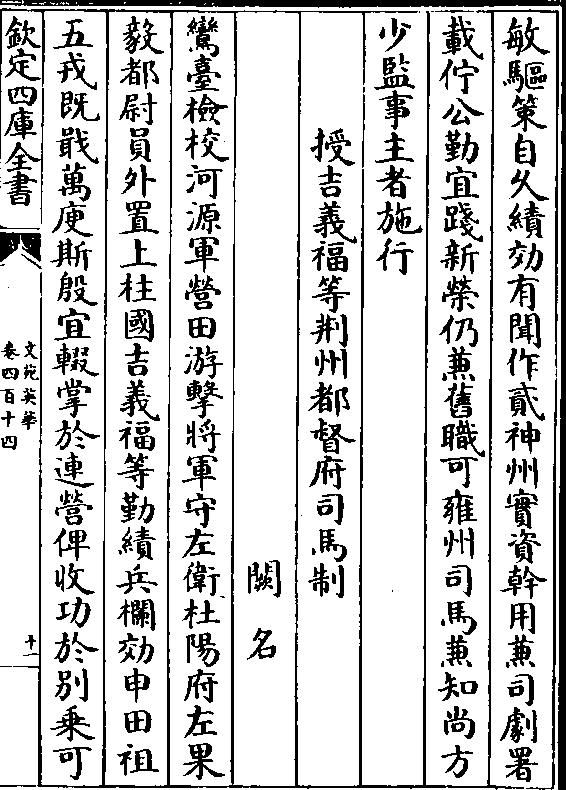 敏驅策自久績効有聞作貳神州實資幹用兼司劇署
載佇公勤宜踐新榮仍兼舊職可雍州司馬兼知尚方
少監事主者施行
授吉義福等荆州都督府司馬制
闕名
鸞臺檢校河源軍營田游擊將軍守左衛杜陽府左果
毅都尉員外置上柱國吉義福等勤績兵欄効申田祖
五戎既戢萬庾斯殷宜輟掌於連營俾收功於別乗可
欽定四庫全書
文苑英華
卷四百十四
十一